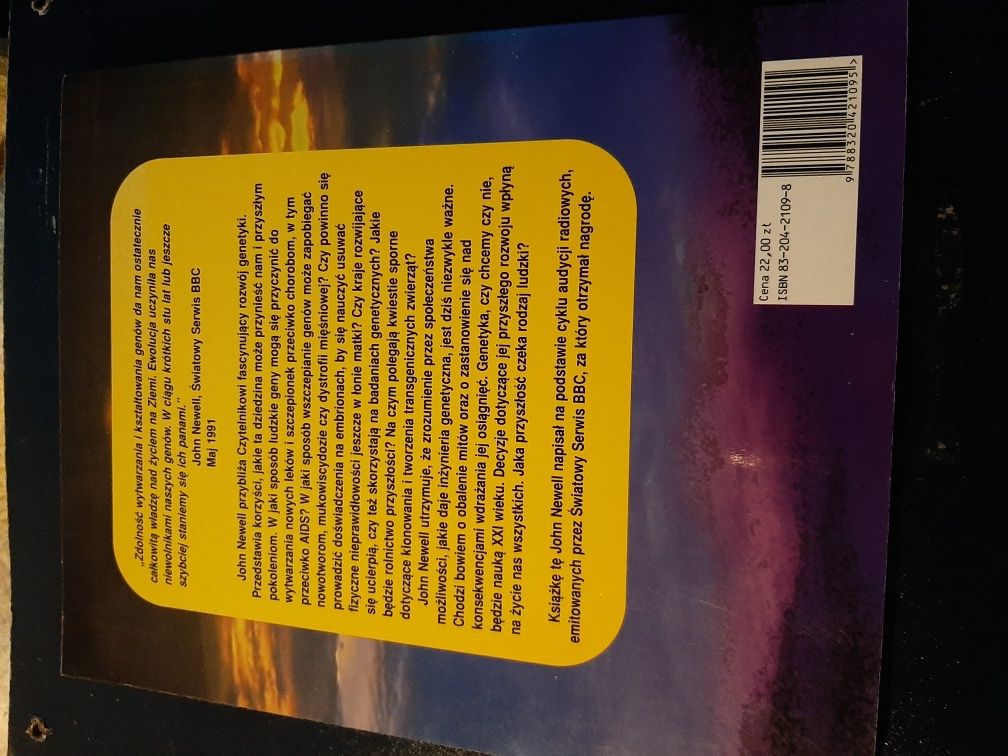 „Zdolność wytwarzania i kształtowania genów da nam ostatecznie
całkowitą władzę nad życiem na Ziemi. Ewolucja uczyniła nas
niewolnikami naszych genów. W ciągu krótkich stu lat lub jeszcze
szybciej staniemy się ich panami.”
John Newell, Światowy Serwis BBC
Maj 1991
John Newell przybliża Czytelnikowi fascynujący rozwój genetyki.
Przedstawia korzyści, jakie ta dziedzina może przynieść nam i przyszłym
pokoleniom. W jaki sposób ludzkie geny mogą się przyczynić do
wytwarzania nowych leków i szczepionek przeciwko chorobom, w tym
przeciwko AIDS? W jaki sposób wszczepianie genów może zapobiegać
nowotworom, mukowiscydozie czy dystrofii mięśniowej? Czy powinno się
prowadzić doświadczenia na embrionach, by się nauczyć usuwać
fizyczne nieprawidłowości jeszcze w łonie matki? Czy kraje rozwijające
się ucierpią, czy też skorzystają na badaniach genetycznych? Jakie
będzie rolnictwo przyszłości? Na czym polegają kwestie sporne
dotyczące klonowania i tworzenia transgenicznych zwierząt?
John Newell utrzymuje, że zrozumienie przez społeczeństwa
możliwości, jakie daje inżynieria genetyczna, jest dziś niezwykle ważne.
Chodzi bowiem o obalenie mitów oraz o zastanowienie się nad
konsekwencjami wdrażania jej osiągnięć. Genetyka, czy chcemy czy nie,
będzie nauką XXI wieku. Decyzje dotyczące jej przyszłego rozwoju wpłyną
na życie nas wszystkich. Jaka przyszłość czeka rodzaj ludzki?
Książkę tę John Newell napisał na podstawie cyklu audycji radiowych,
emitowanych przez Światowy Serwis BBC, za który otrzymał nagrodę.
Cena 22,00 zł
ISBN 83-204-2109-8
9 788320 421095 >